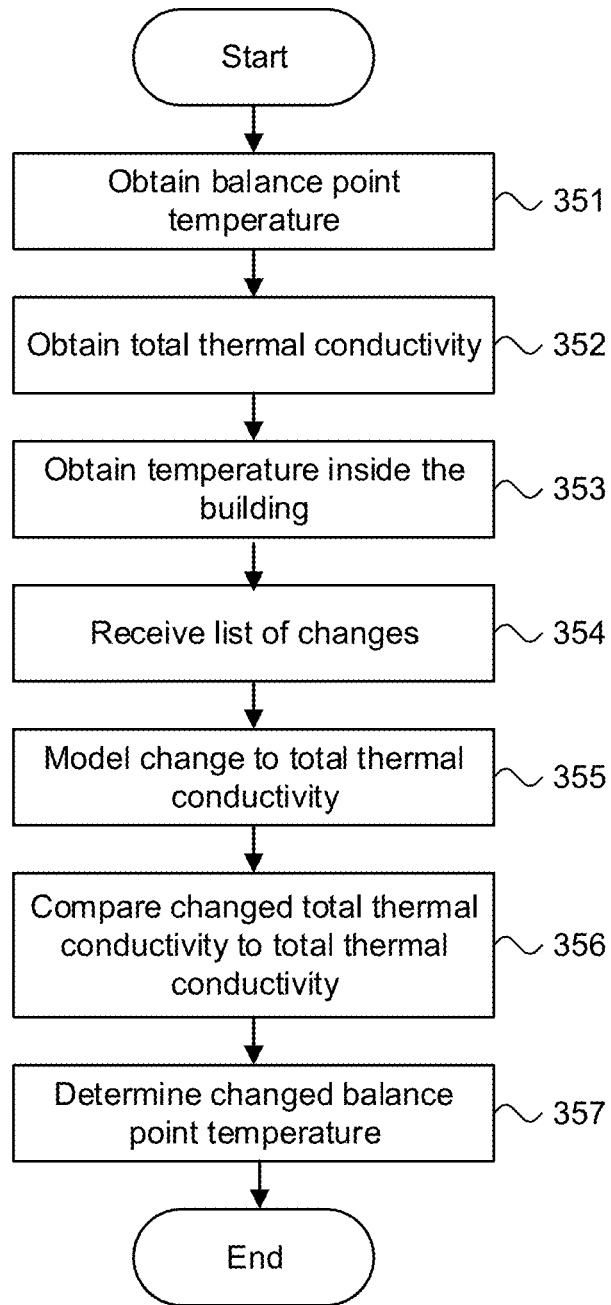 Start
Obtain balance point
temperature
351
Obtain total thermal conductivity
352
Obtain temperature inside the
building
353
Receive list of changes
354
Model change to total thermal
conductivity
355
Compare changed total thermal
conductivity to total thermal
conductivity
356
Determine changed balance
point temperature
357
End